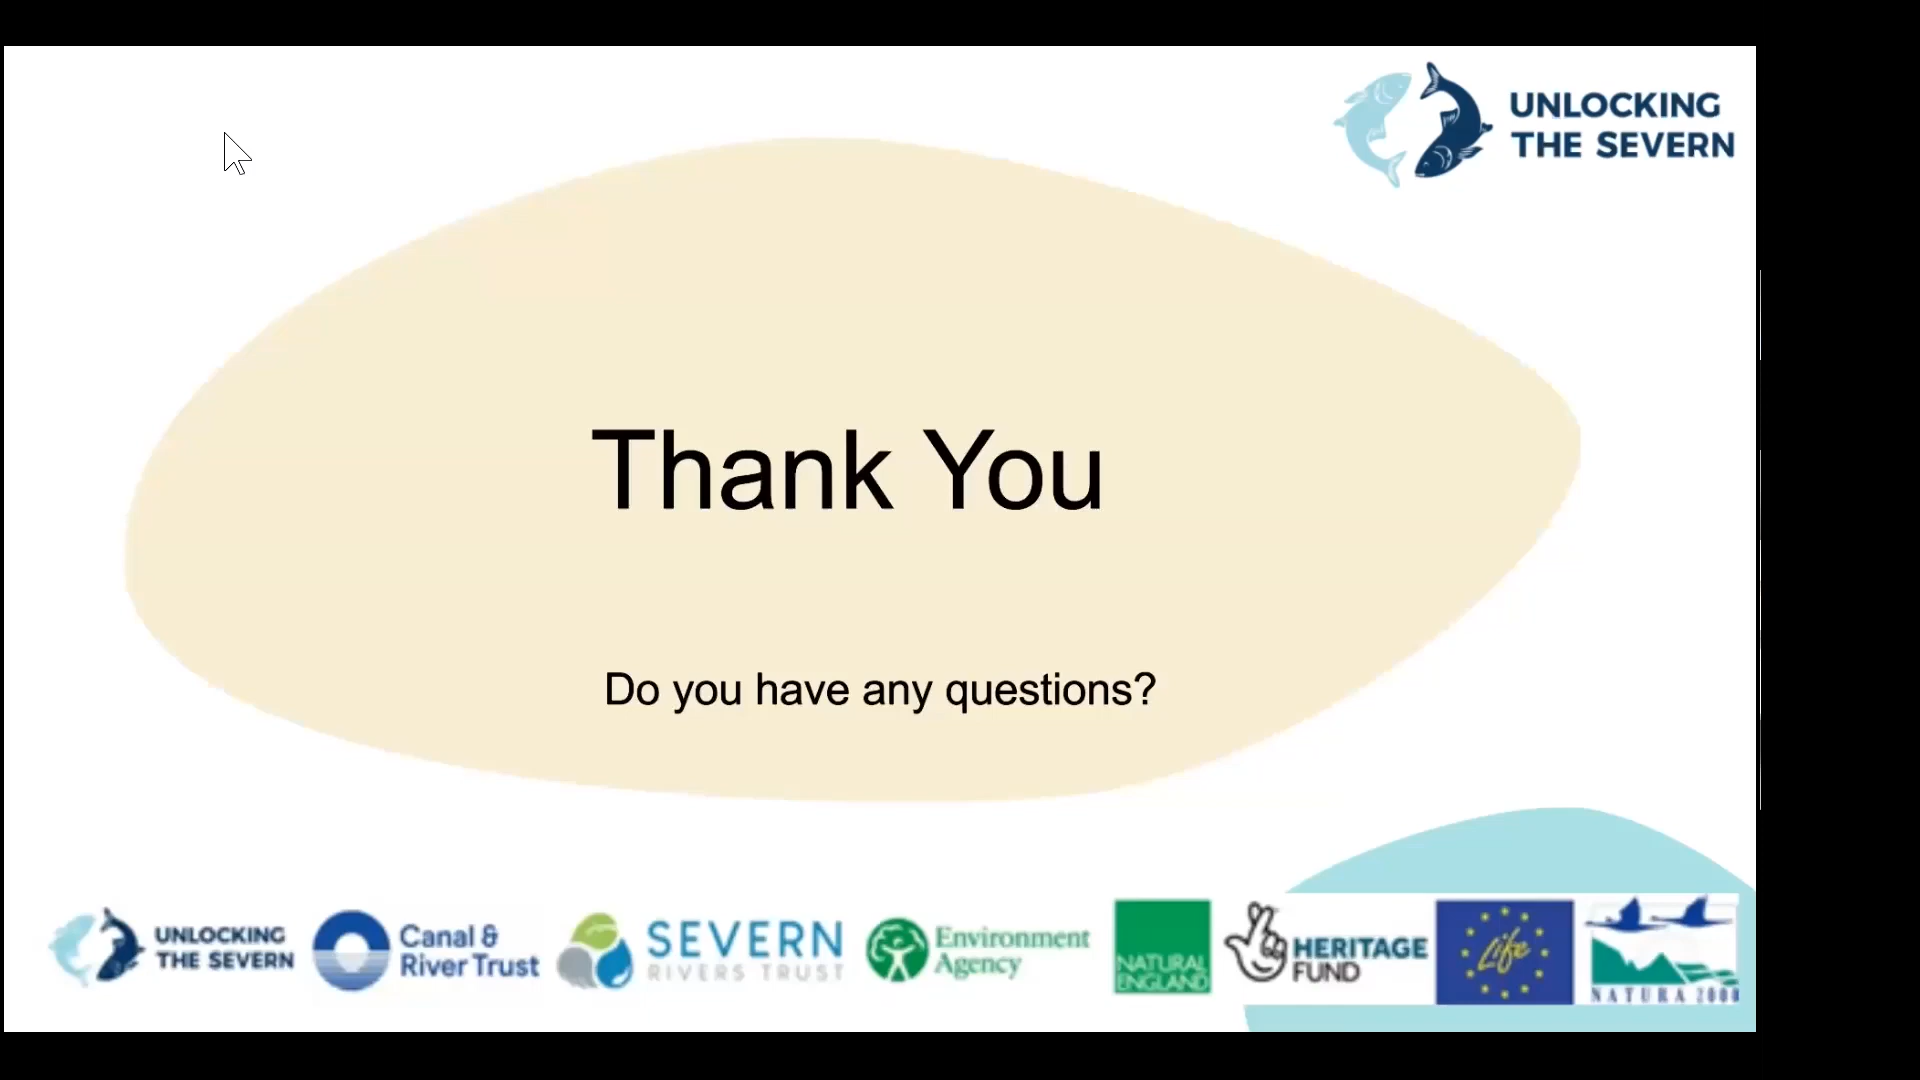 UNLOCKING
THE SEVERN
Thank You
Do you have any questions?
UNLOCKING
THE SEVERN
Canal &
River Trust
SEVERN
RIVERS TRUST
Environment
Agency
NATURAL
ENGLAND
HERITAGE
FUND
Life
NATURA 2000